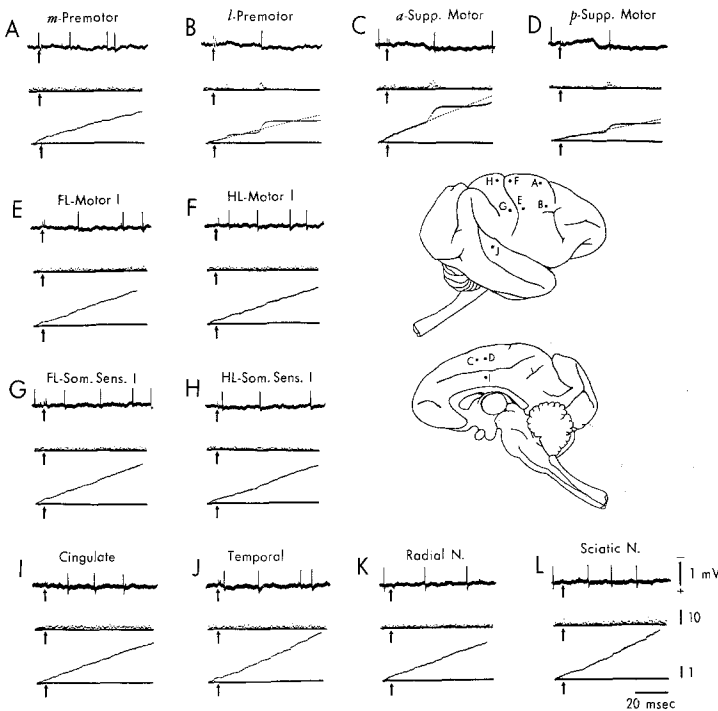 A m-Premotor
B l-Premotor
C a-Supp. Motor
D p-Supp. Motor
E FL-Motor I
F HL-Motor I
H F A
G E B
J
G FL-Som. Sens. I
H HL-Som. Sens. I
C D
I
I Cingulate
J Temporal
K Radial N.
L Sciatic N.
−
1 mV
+
10
1
20 msec